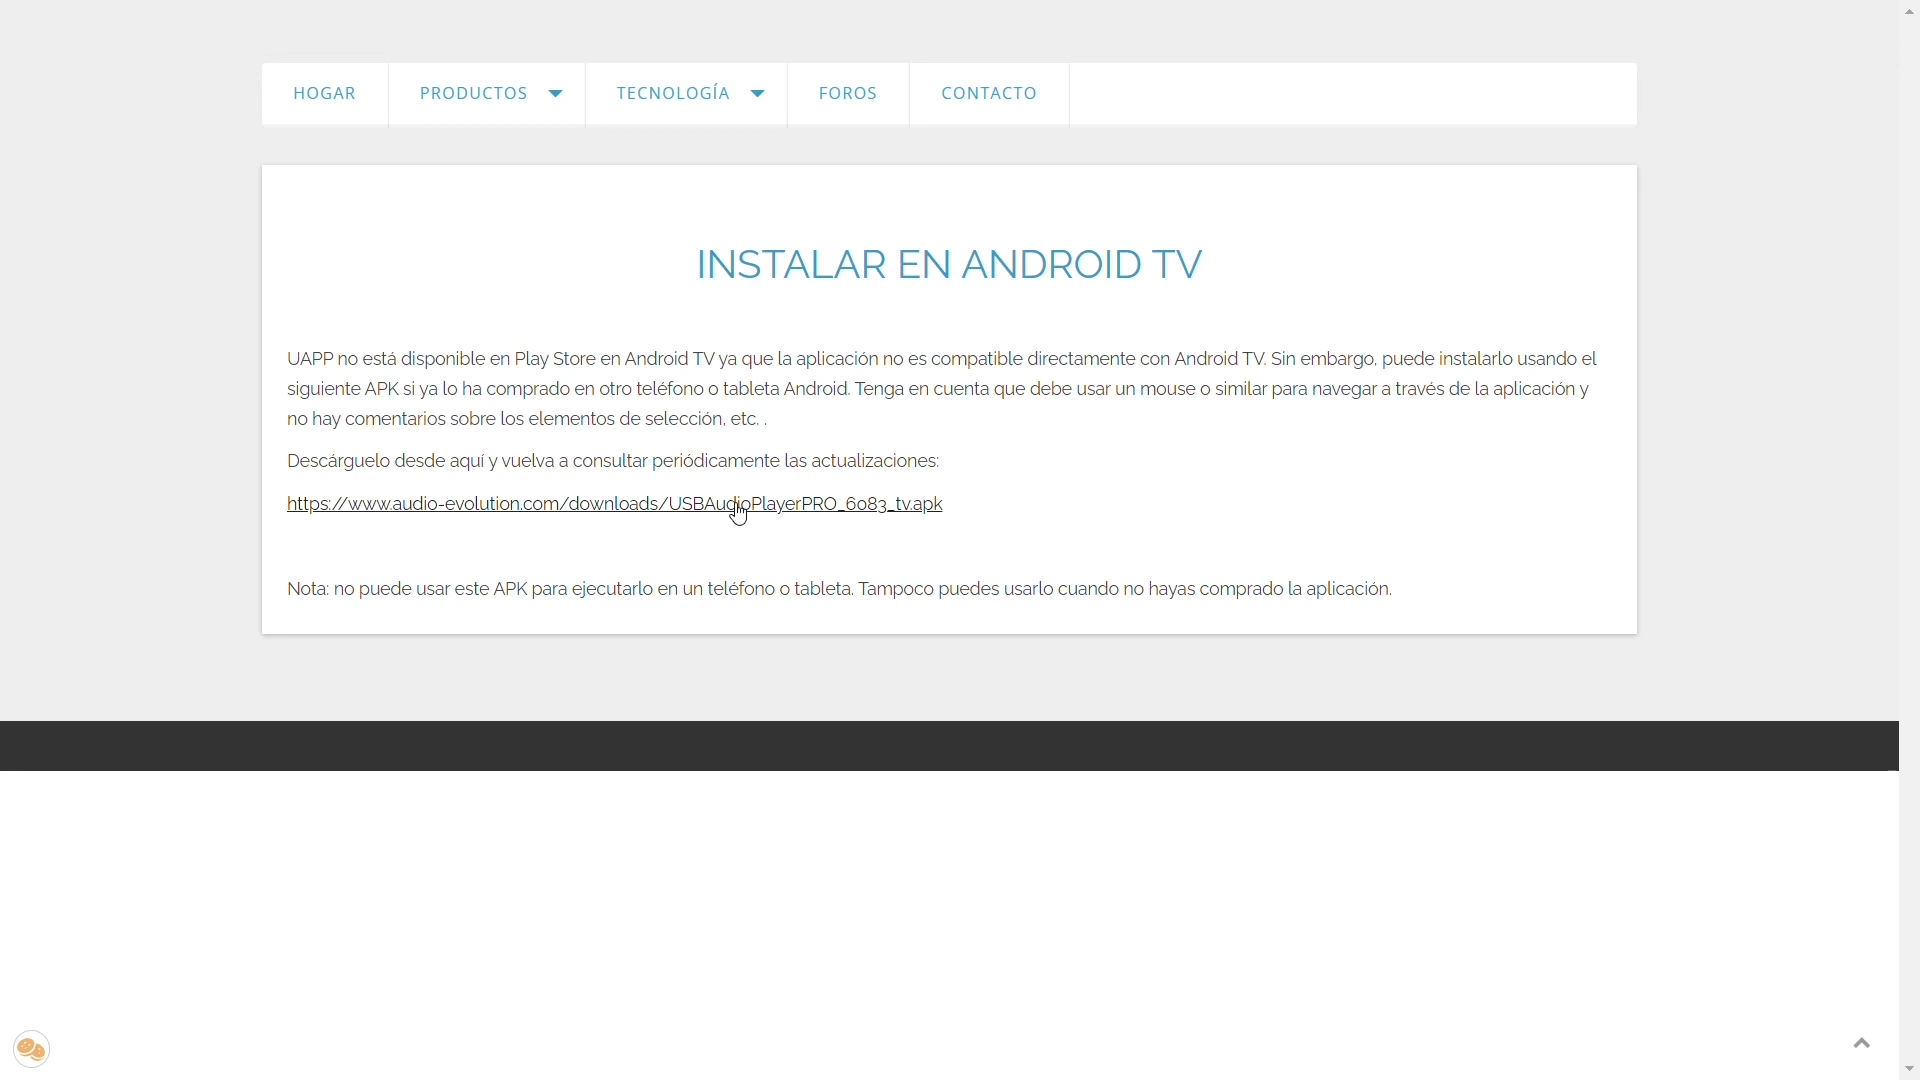 HOGAR
PRODUCTOS
TECNOLOGÍA
FOROS
CONTACTO
INSTALAR EN ANDROID TV
UAPP no está disponible en Play Store en Android TV ya que la aplicación no es compatible directamente con Android TV. Sin embargo, puede instalarlo usando el
siguiente APK si ya lo ha comprado en otro teléfono o tableta Android. Tenga en cuenta que debe usar un mouse o similar para navegar a través de la aplicación y
no hay comentarios sobre los elementos de selección, etc. .
Descárguelo desde aquí y vuelva a consultar periódicamente las actualizaciones:
https://www.audio-evolution.com/downloads/USBAudioPlayerPRO_6083_tv.apk
Nota: no puede usar este APK para ejecutarlo en un teléfono o tableta. Tampoco puedes usarlo cuando no hayas comprado la aplicación.